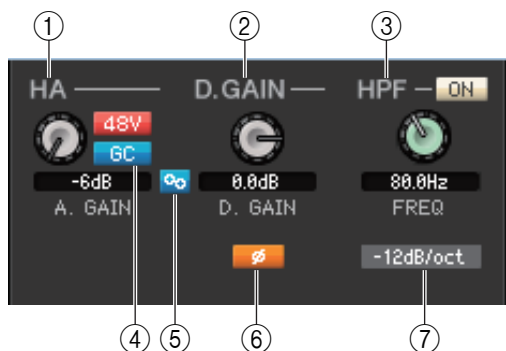 ① ② ③
HA D.GAIN HPF ON
48V
GC
-6dB 0.0dB 80.0Hz
A. GAIN D. GAIN FREQ
ø -12dB/oct
④ ⑤ ⑥ ⑦